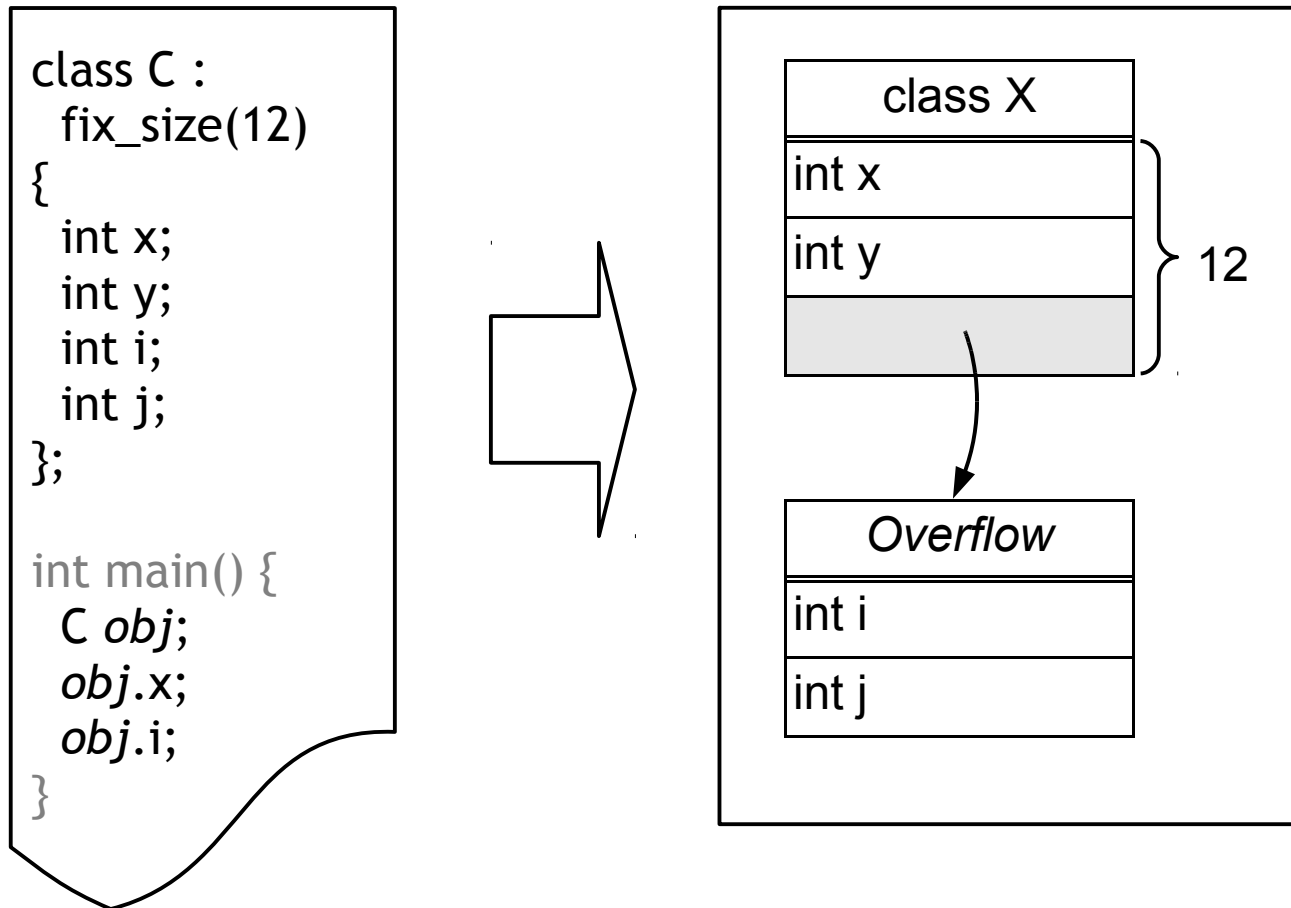 class C :
fix_size(12)
{
int x;
int y;
int i;
int j;
};
int main() {
C obj;
obj.x;
obj.i;
}
class X
int x
int y
12
Overflow
int i
int j